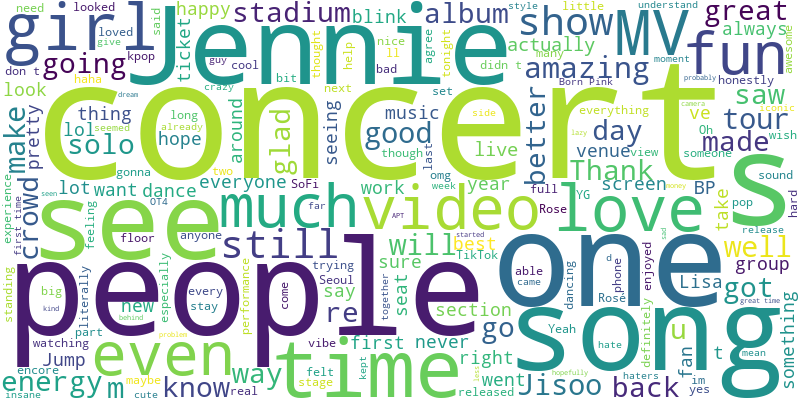 need looked said
girl Jennie ticket happy stadium blink album show MV great
loved style little understand
give thought help nice agree tonight actually many always awesome
don t kpop going haha guy cool ll bad didn t amazing Born Pink moment fun
look crazy bit next set honestly probably
dream concert everything camera saw
thing long already music better iconic
make pretty lol seemed around glad seeing good day ve tour
solo hope though live venue view Oh someone wish
crowd gonna two last Thank made side lazy
experience first time lot want dance everyone SoFi work omg year screen BP sound hard
seen OT4 see much video week YG full love take pop s
feeling floor anyone far APT Rose release
people still will started best one Lisa well
standing literally especially every trying Seoul sure TikTok able d phone enjoyed sad money group
big new stay performance come together say seat section came dancing Rosé got
kind behind part vibe re first never go Yeah song definitely u t great time
watching Jump even way felt kept right hate fan mean something
encore problem time stage less went haters im
energy m maybe know real released Jisoo back yes
insane cute hopefully